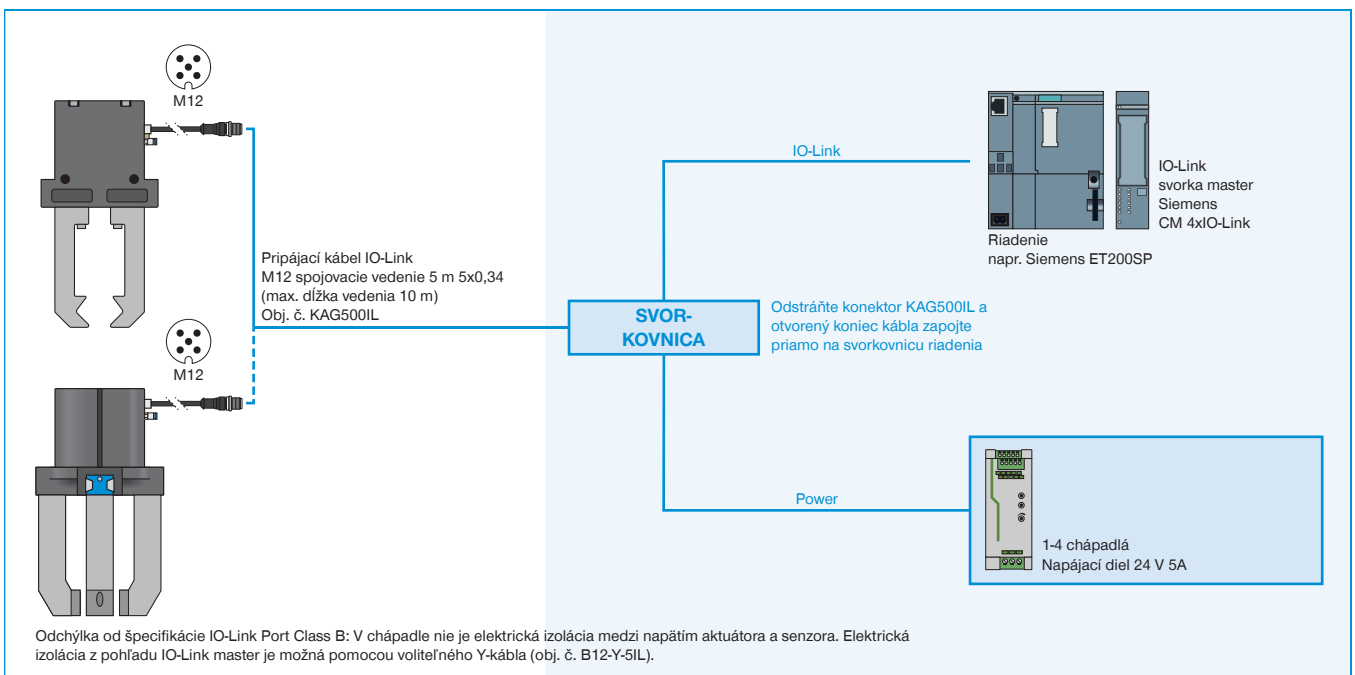 M12
Pripájací kábel IO-Link
M12 spojovacie vedenie 5 m 5x0,34
(max. dĺžka vedenia 10 m)
Obj. č. KAG500IL
M12
IO-Link
SVOR-
KOVNICA
Odstráňte konektor KAG500IL a
otvorený koniec kábla zapojte
priamo na svorkovnicu riadenia
Riadenie
napr. Siemens ET200SP
IO-Link
svorka master
Siemens
CM 4xIO-Link
Power
1-4 chápadlá
Napájací diel 24 V 5A
Odchýlka od špecifikácie IO-Link Port Class B: V chápadle nie je elektrická izolácia medzi napätím aktuátora a senzora. Elektrická
izolácia z pohľadu IO-Link master je možná pomocou voliteľného Y-kábla (obj. č. B12-Y-5IL).